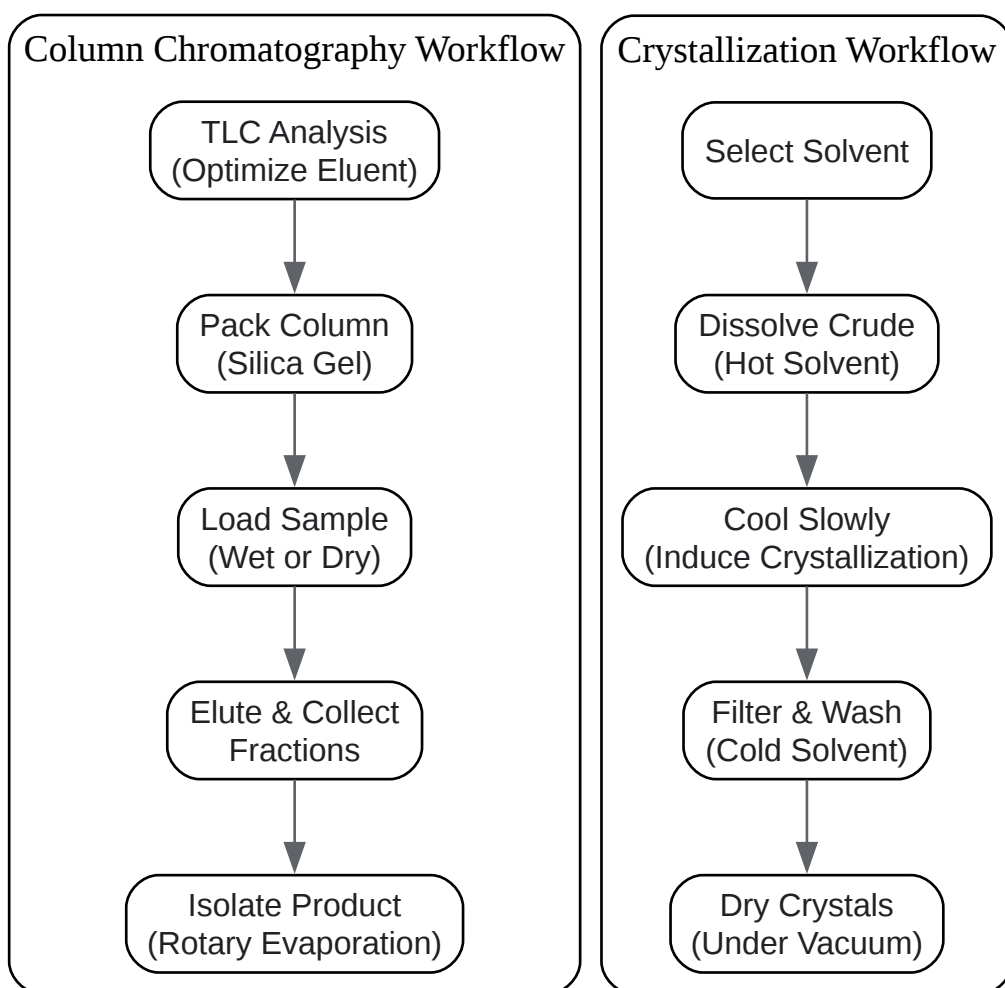 Column Chromatography Workflow
TLC Analysis
(Optimize Eluent)
Pack Column
(Silica Gel)
Load Sample
(Wet or Dry)
Elute & Collect
Fractions
Isolate Product
(Rotary Evaporation)
Crystallization Workflow
Select Solvent
Dissolve Crude
(Hot Solvent)
Cool Slowly
(Induce Crystallization)
Filter & Wash
(Cold Solvent)
Dry Crystals
(Under Vacuum)